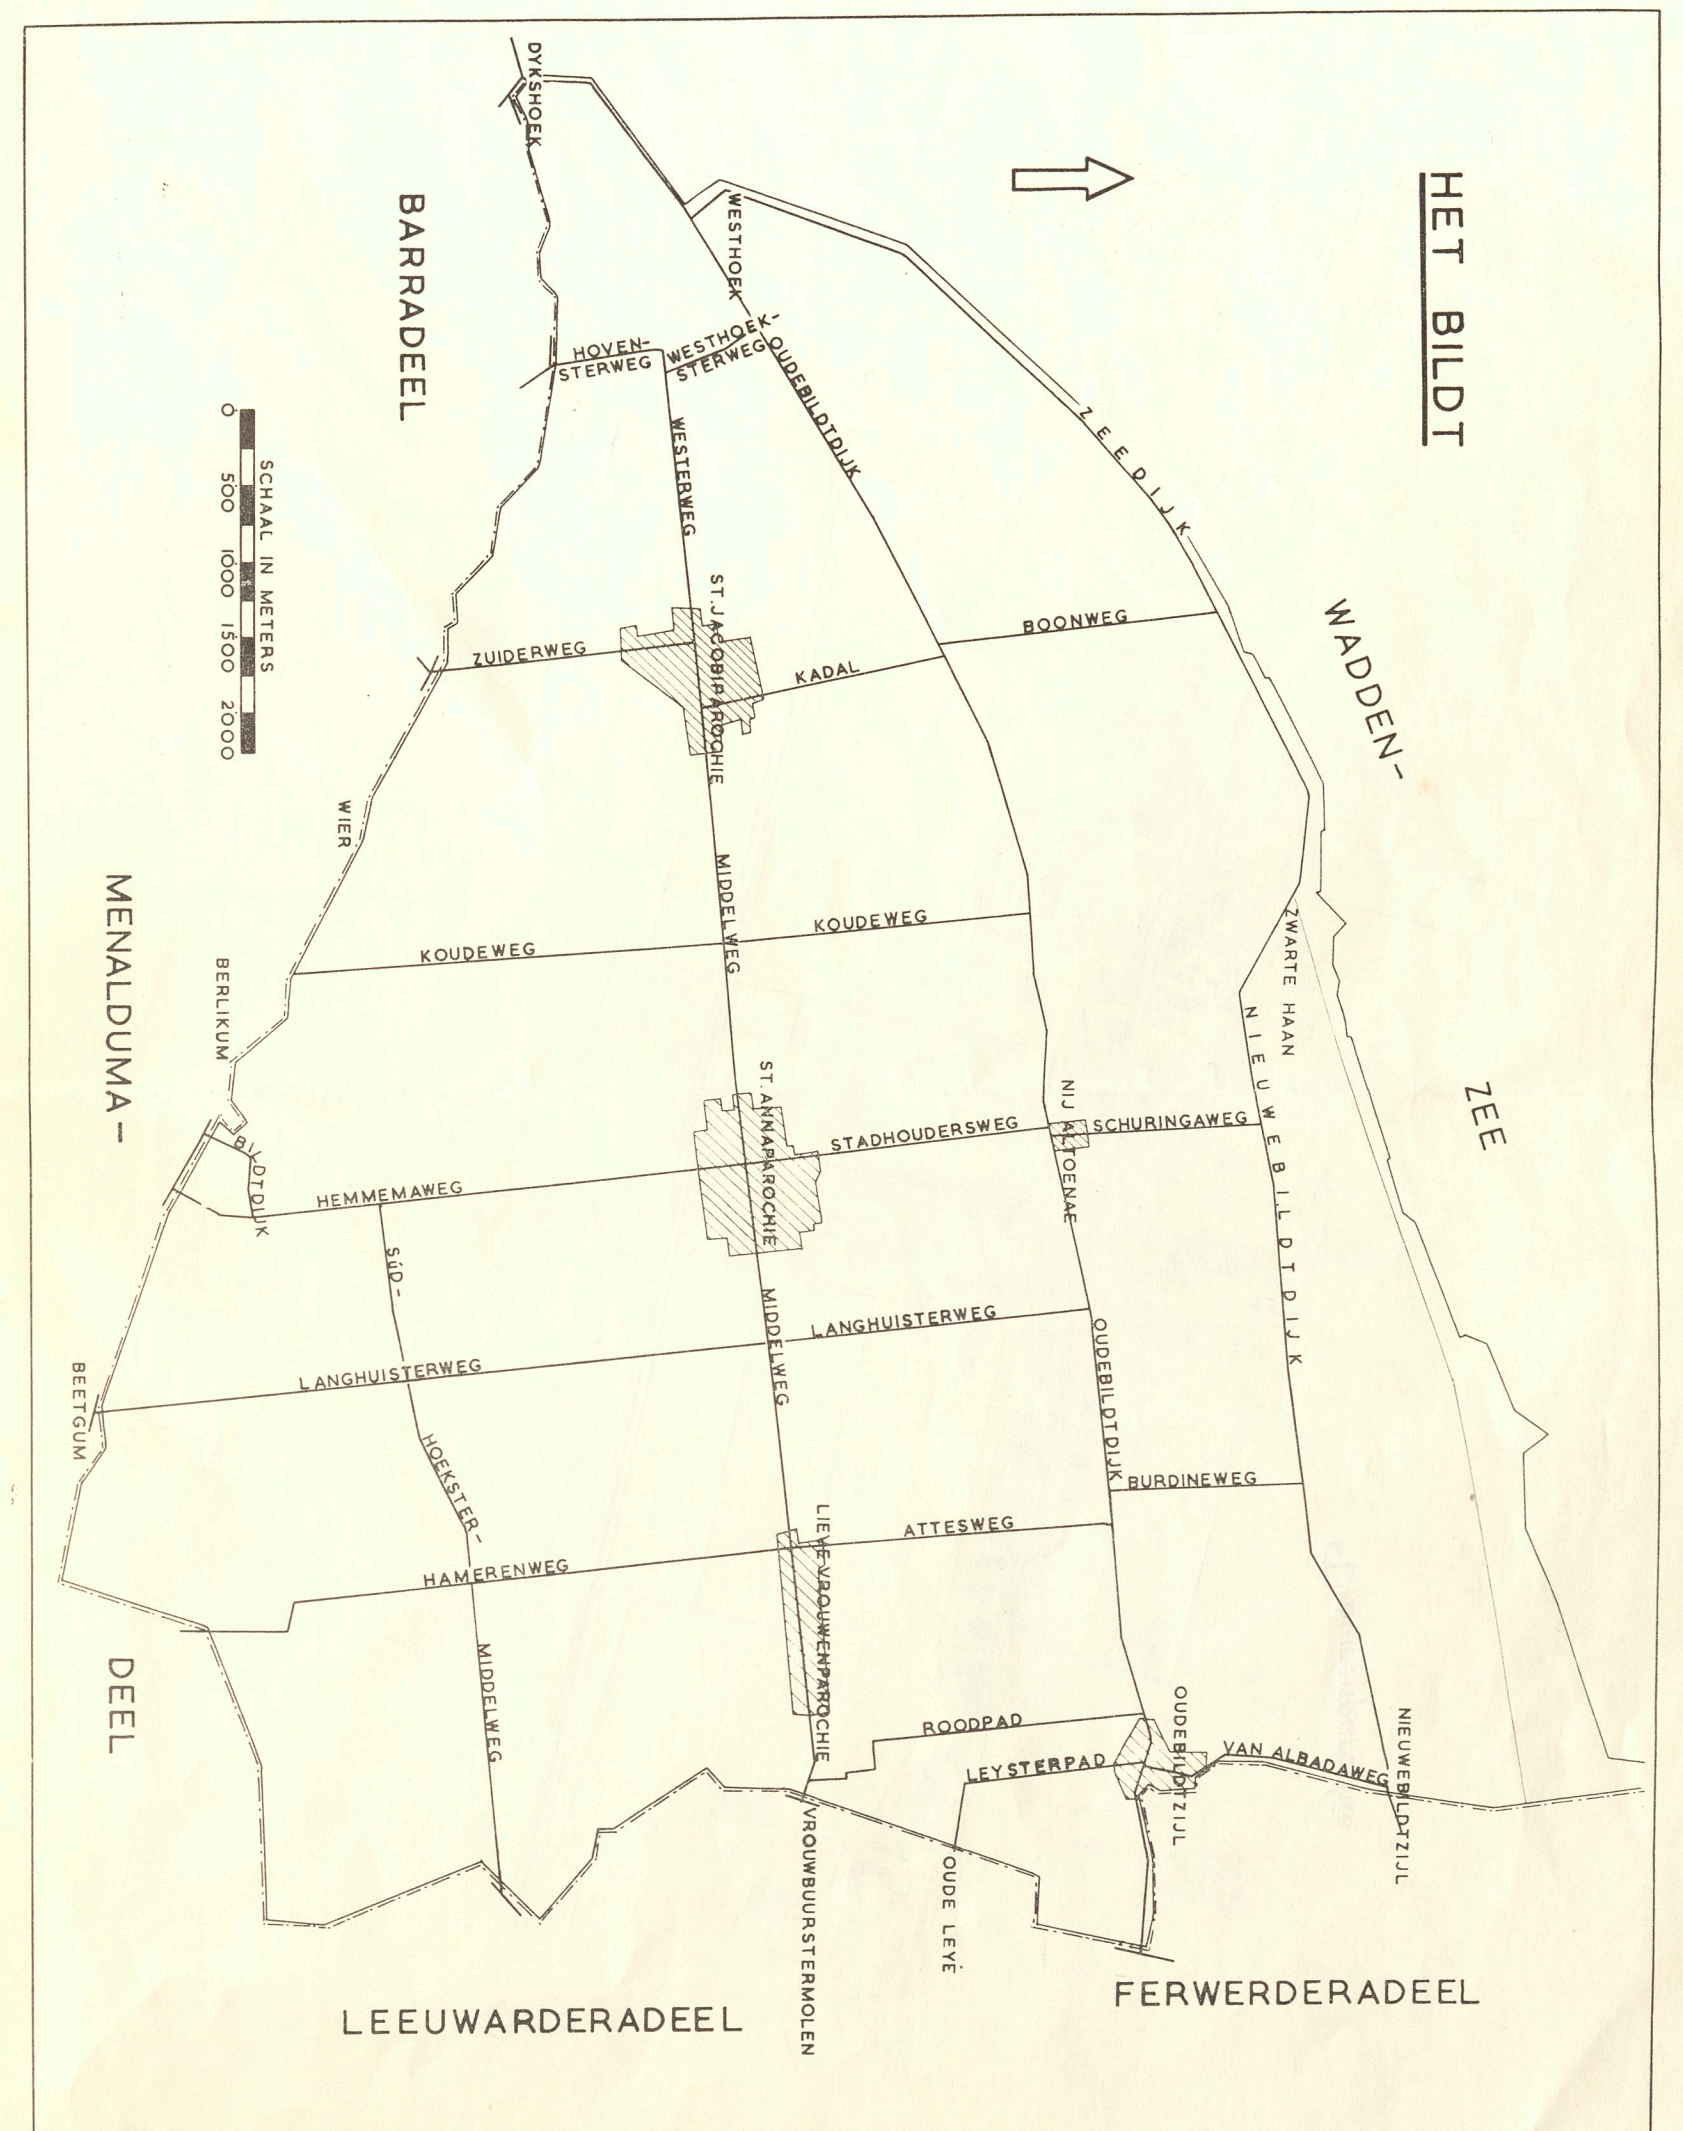 HET BILDT
DYKSHOEK
BARRADEEL
WESTHOEK
HOVEN-
STERWEG
WESTHOEK-
STERWEG
OUDEBILDTDIJK
ZEEDIJK
WESTERWEG
SCHAAL IN METERS
0 500 1000 1500 2000
WADDEN-
ZEE
ST. JACOBIPAROCHIE
ZUIDERWEG
KADAL
BOONWEG
WIER
MIDDELWEG
KOUDEWEG
KOUDEWEG
ZWARTE HAAN
NIEUWEBILDTDIJK
MENALDUMA-
DEEL
BERLIKUM
BILDTDIJK
HEMMEMAWEG
ST. ANNAPAROCHIE
STADHOUDERSWEG
NIJ ALTOENAE
SCHURINGAWEG
SÚD-
HOEKSTER-
MIDDELWEG
BEETGUM
LANGHUISTERWEG
MIDDELWEG
LANGHUISTERWEG
OUDEBILDTDIJK
BURDINEWEG
HAMERENWEG
LIEVE VROUWENPAROCHIE
ATTESWEG
ROODPAD
LEYSTERPAD
OUDEBILDTZIJL
VAN ALBADAWEG
NIEUWEBILDTZIJL
VROUWBUURSTERMOLEN
OUDE LEYE
LEEUWARDERADEEL
FERWERDERADEEL